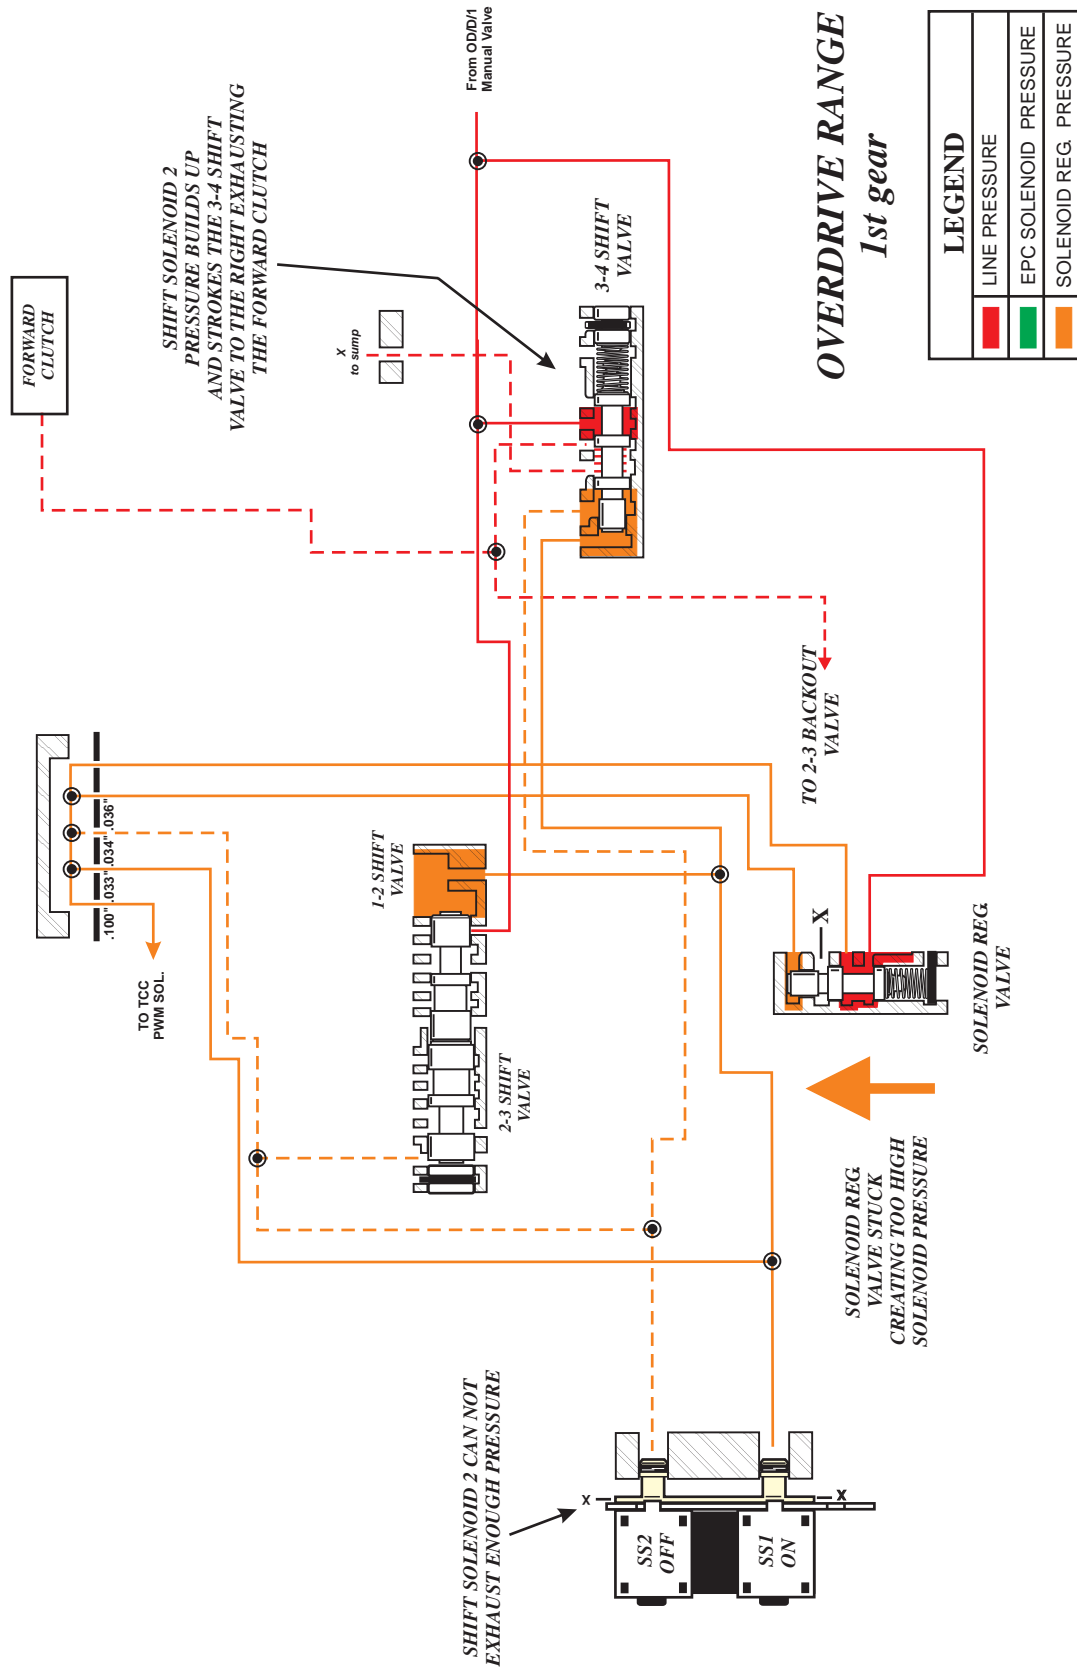 FORWARD
CLUTCH
SHIFT SOLENOID 2
PRESSURE BUILDS UP
AND STROKES THE 3-4 SHIFT
VALVE TO THE RIGHT EXHAUSTING
THE FORWARD CLUTCH
X
to sump
From OD/D/1
Manual Valve
3-4 SHIFT
VALVE
OVERDRIVE RANGE
1st gear
LEGEND
LINE PRESSURE
EPC SOLENOID PRESSURE
SOLENOID REG. PRESSURE
.100" .033" .034" .036"
TO TCC
PWM SOL.
1-2 SHIFT
VALVE
2-3 SHIFT
VALVE
TO 2-3 BACKOUT
VALVE
X
SOLENOID REG.
VALVE
SOLENOID REG.
VALVE STUCK
CREATING TOO HIGH
SOLENOID PRESSURE
SHIFT SOLENOID 2 CAN NOT
EXHAUST ENOUGH PRESSURE
X
X
SS2
OFF
SS1
ON